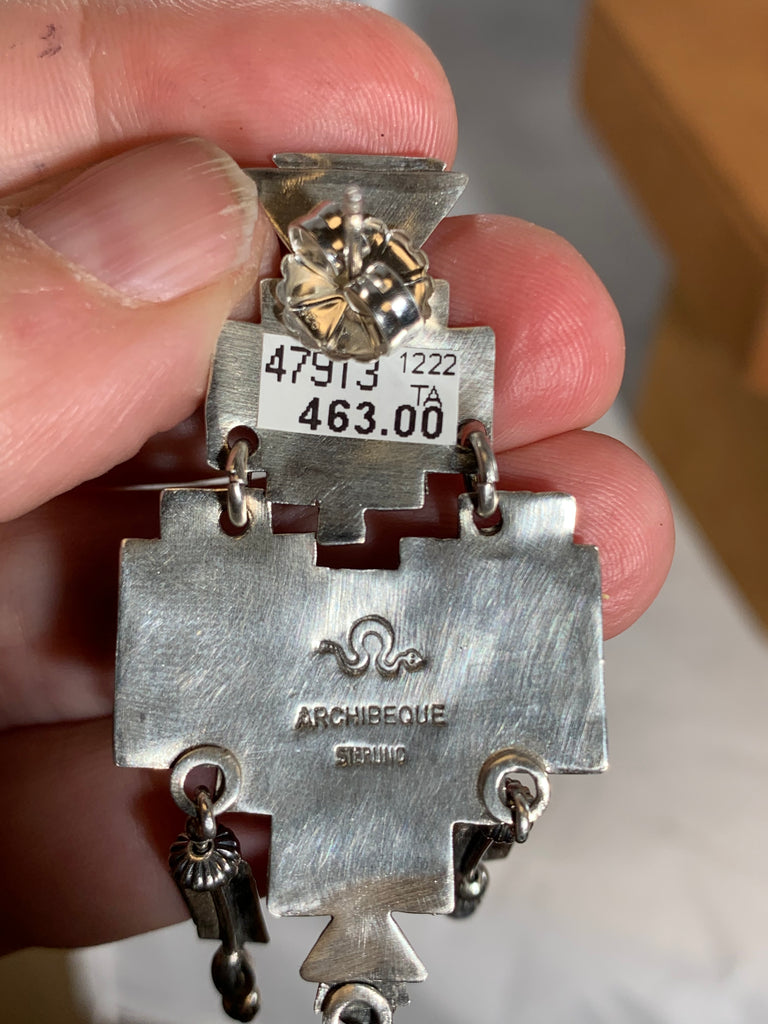 47913 1222
TA
463.00
ARCHIBEQUE
STERLING